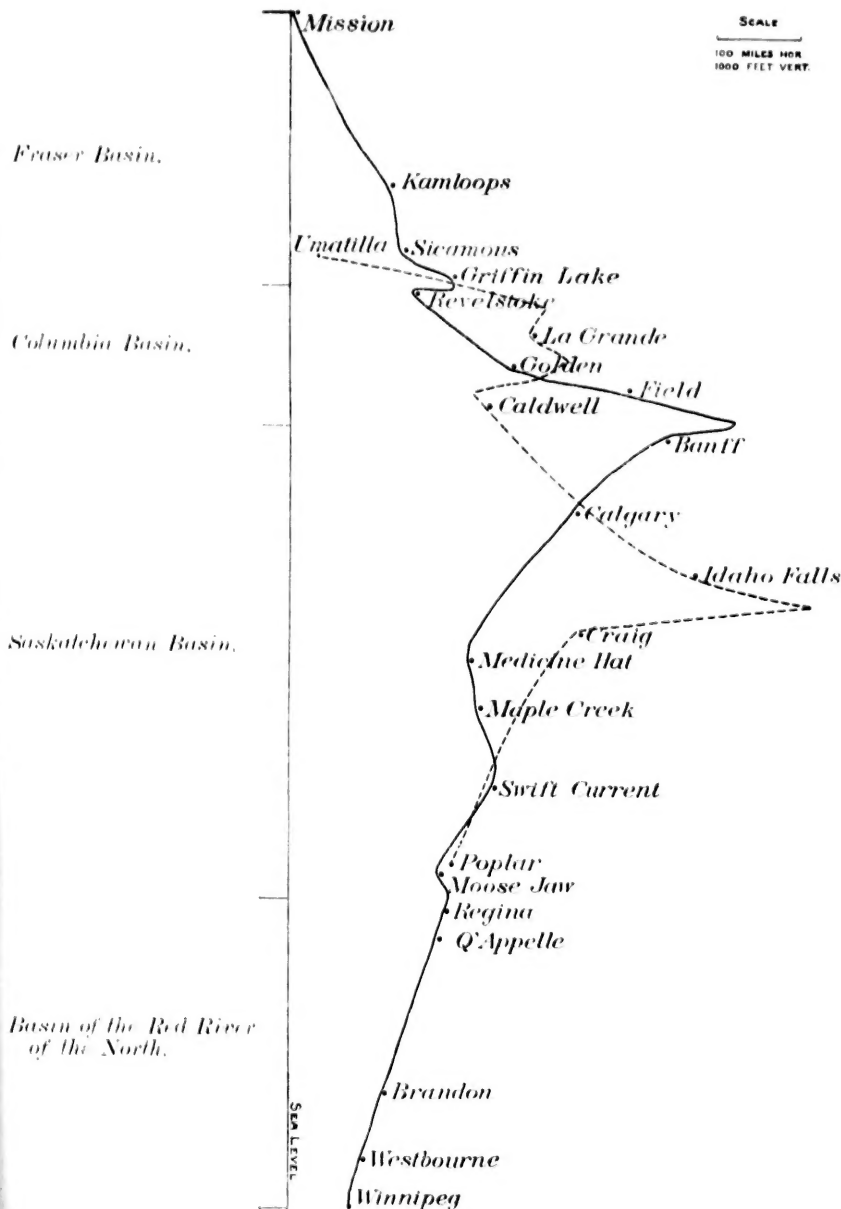 SCALE
100 MILES HOR
1000 FEET VERT.
Mission
Fraser Basin.
Kamloops
Umatilla
Sicamous
Griffin Lake
Revelstoke
La Grande
Columbia Basin.
Golden
Field
Caldwell
Banff
Calgary
Idaho Falls
Craig
Saskatchewan Basin.
Medicine Hat
Maple Creek
Swift Current
Poplar
Moose Jaw
Regina
Q'Appelle
Basin of the Red River
of the North.
Brandon
SEA LEVEL
Westbourne
Winnipeg